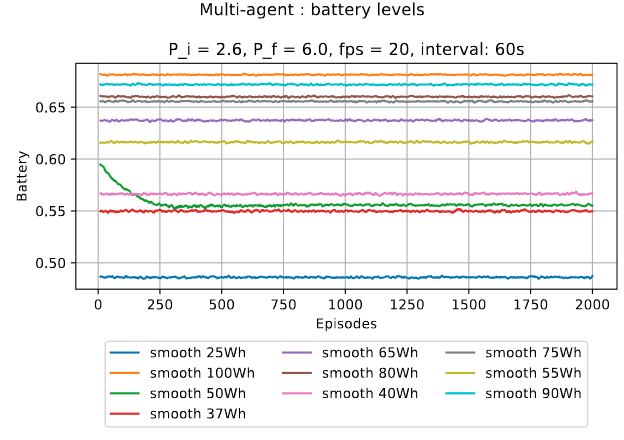 Multi-agent : battery levels
P_i = 2.6, P_f = 6.0, fps = 20, interval: 60s
0.65
0.60
0.55
0.50
Battery
0 250 500 750 1000 1250 1500 1750 2000
Episodes
smooth 25Wh smooth 65Wh smooth 75Wh
smooth 100Wh smooth 80Wh smooth 55Wh
smooth 50Wh smooth 40Wh smooth 90Wh
smooth 37Wh